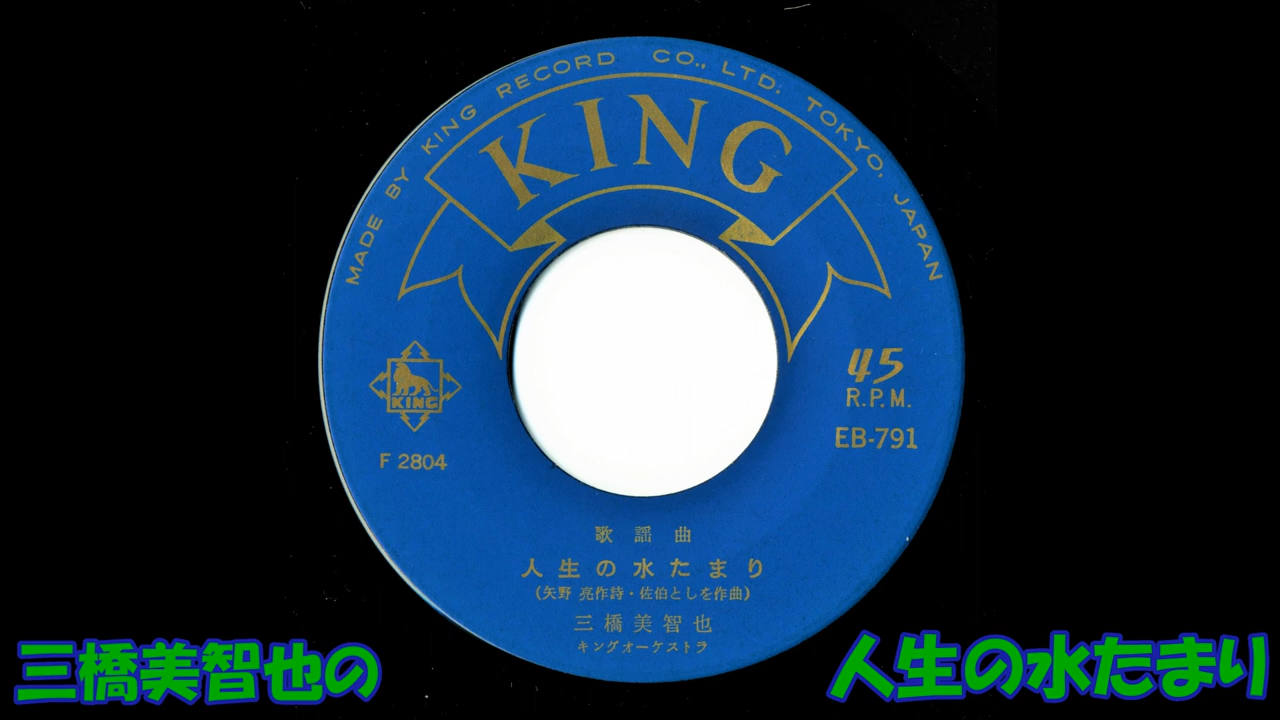 MADE BY KING RECORD CO., LTD. TOKYO, JAPAN
KING
KING
F 2804
45
R.P.M.
EB-791
歌謡曲
人生の水たまり
(矢野 亮作詩・佐伯としを作曲)
三橋美智也
キングオーケストラ
三橋美智也の
人生の水たまり